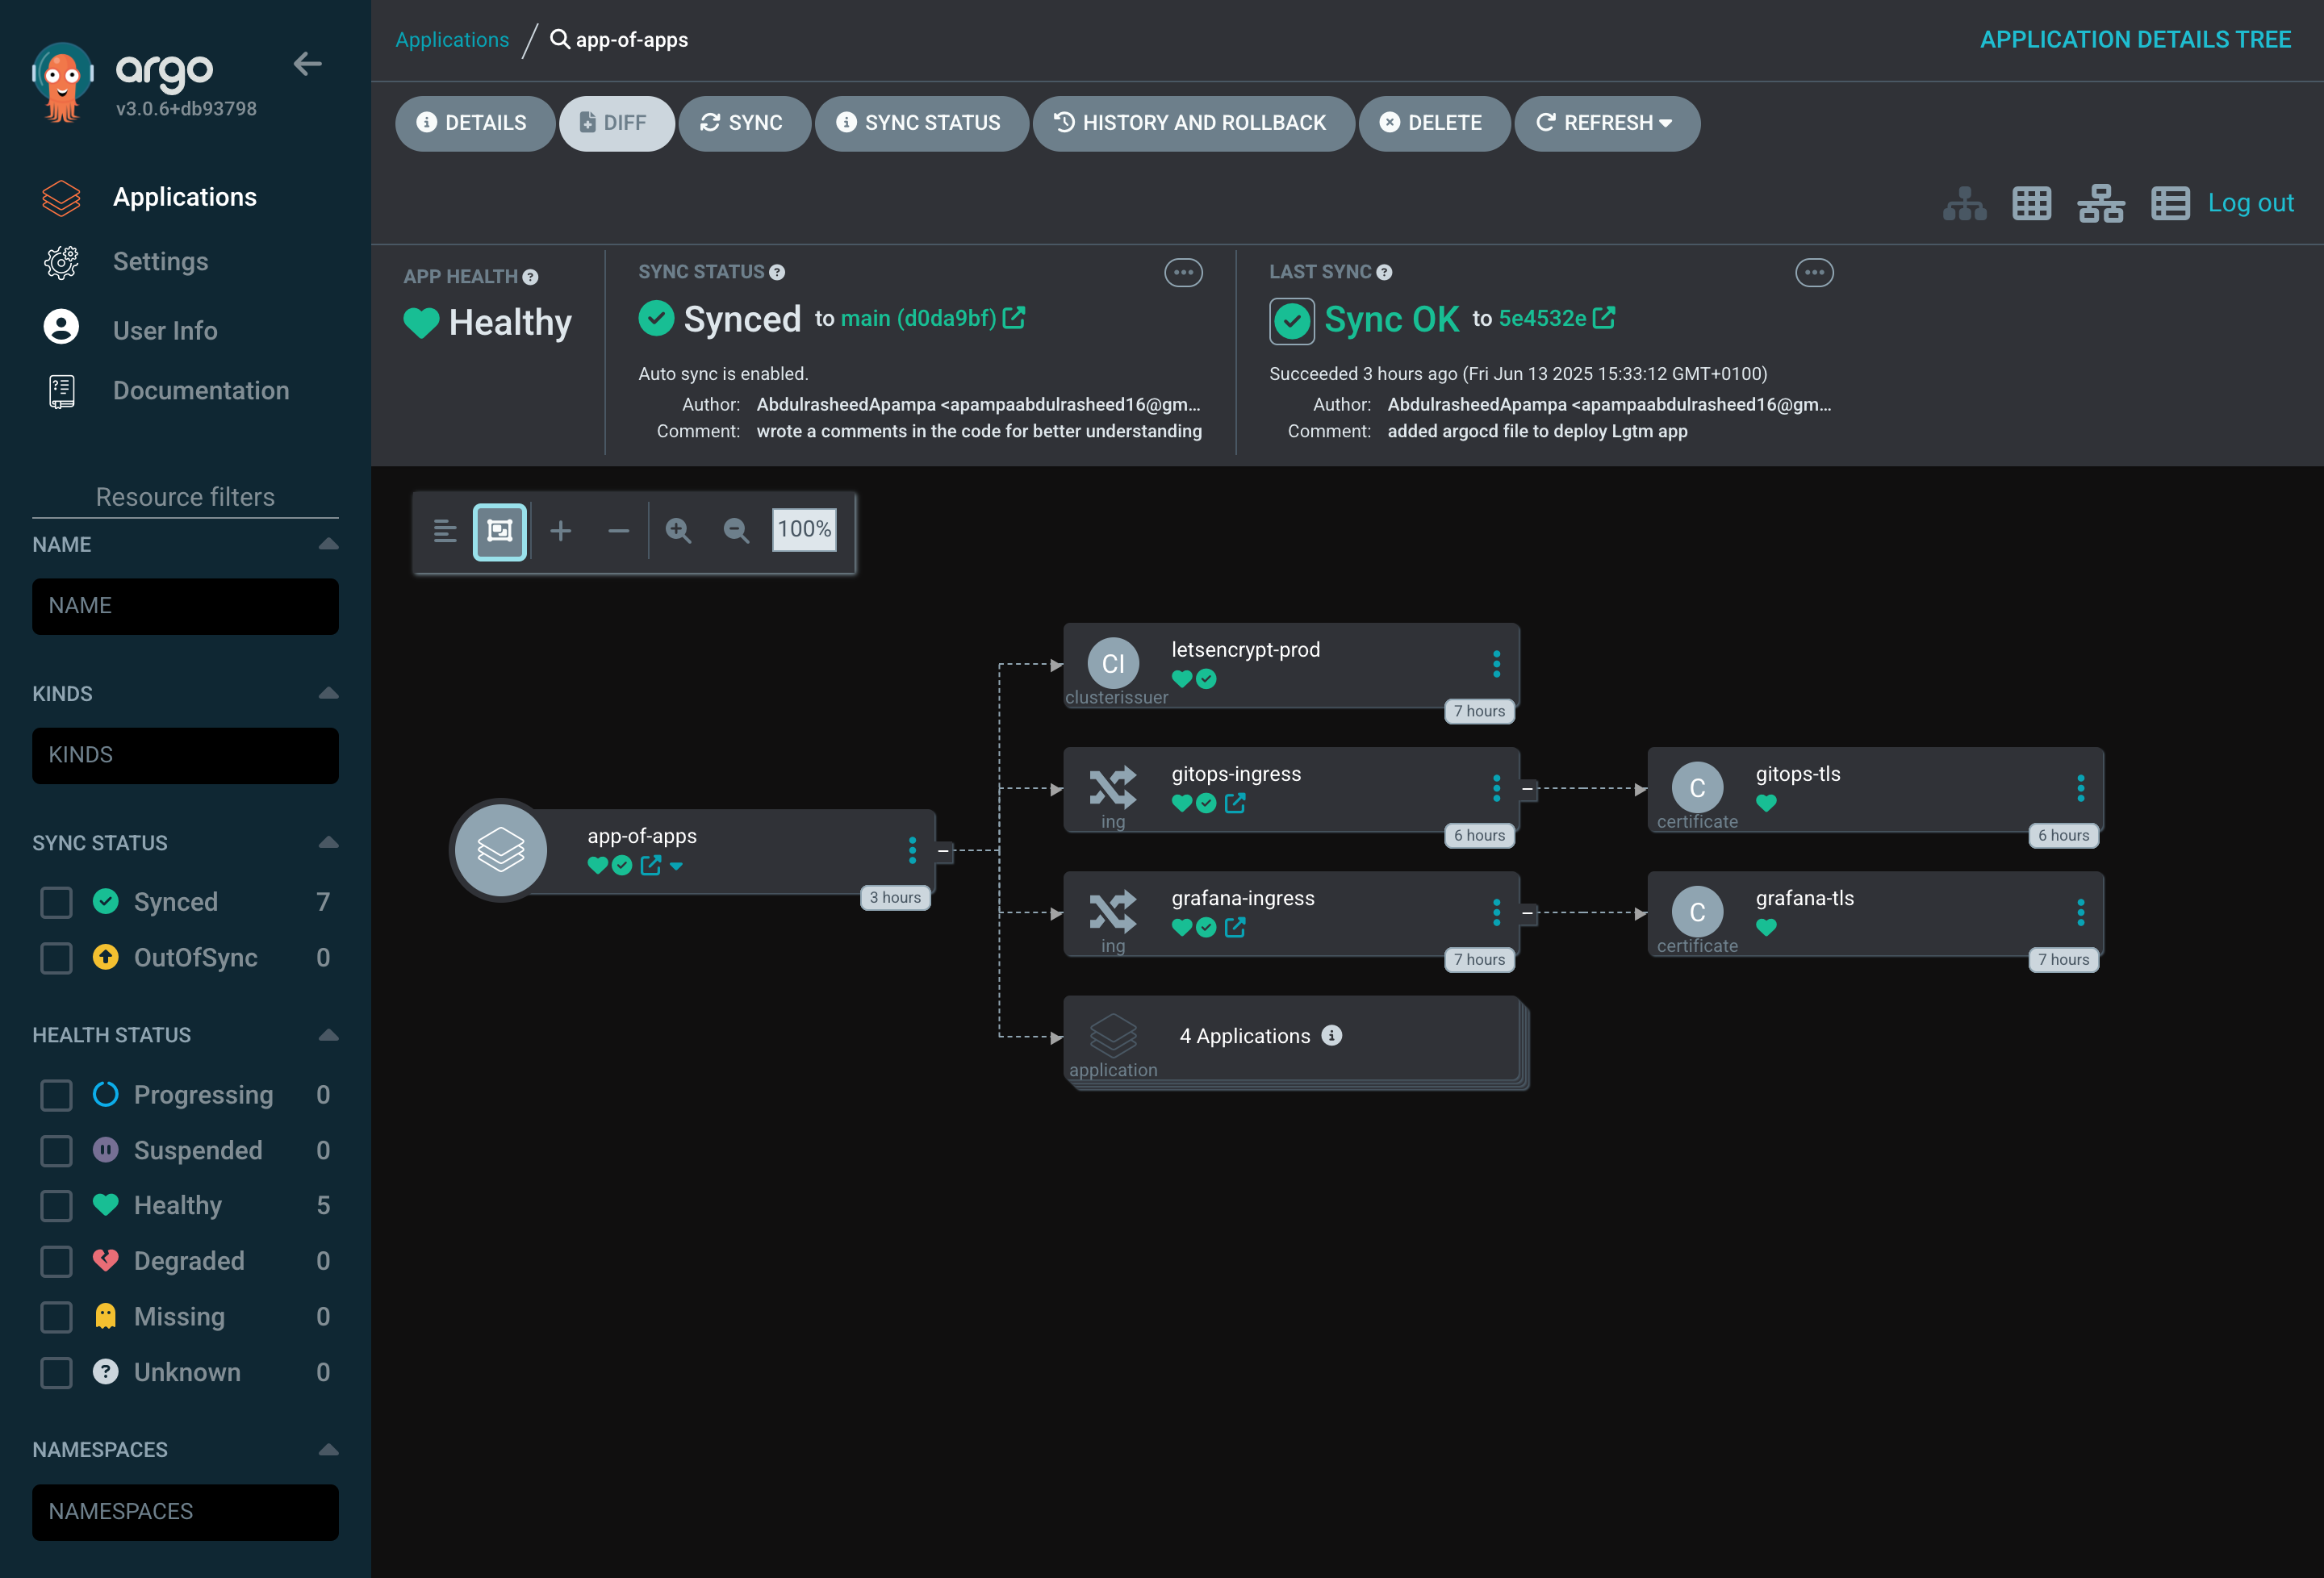 argo
v3.0.6+db93798
Applications
Settings
User Info
Documentation
Resource filters
NAME
NAME
KINDS
KINDS
SYNC STATUS
Synced 7
OutOfSync 0
HEALTH STATUS
Progressing 0
Suspended 0
Healthy 5
Degraded 0
Missing 0
Unknown 0
NAMESPACES
NAMESPACES
Applications / app-of-apps
APPLICATION DETAILS TREE
DETAILS DIFF SYNC SYNC STATUS HISTORY AND ROLLBACK DELETE REFRESH
Log out
APP HEALTH
Healthy
SYNC STATUS
Synced to main (d0da9bf)
Auto sync is enabled.
Author: AbdulrasheedApampa <apampaabdulrasheed16@gm...
Comment: wrote a comments in the code for better understanding
LAST SYNC
Sync OK to 5e4532e
Succeeded 3 hours ago (Fri Jun 13 2025 15:33:12 GMT+0100)
Author: AbdulrasheedApampa <apampaabdulrasheed16@gm...
Comment: added argocd file to deploy Lgtm app
100%
app-of-apps
3 hours
CI
letsencrypt-prod
clusterissuer
7 hours
gitops-ingress
ing
6 hours
C
gitops-tls
certificate
6 hours
grafana-ingress
ing
7 hours
C
grafana-tls
certificate
7 hours
4 Applications
application